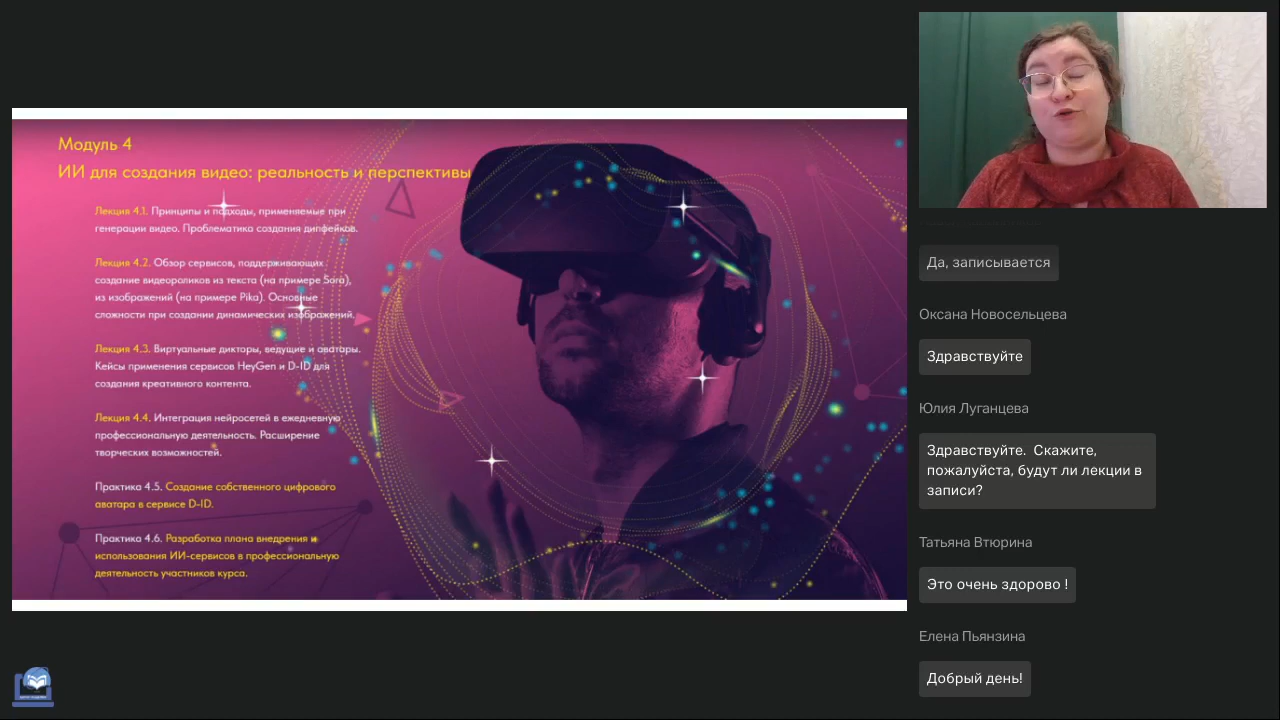 Модуль 4
ИИ для создания видео: реальность и перспективы
Лекция 4.1. Принципы и подходы, применяемые при
генерации видео. Проблематика создания дипфейков.
Лекция 4.2. Обзор сервисов, поддерживающих
создание видеороликов из текста (на примере Sora),
из изображений (на примере Pika). Основные
сложности при создании динамических изображений.
Лекция 4.3. Виртуальные дикторы, ведущие и аватары.
Кейсы применения сервисов HeyGen и D-ID для
создания креативного контента.
Лекция 4.4. Интеграция нейросетей в ежедневную
профессиональную деятельность. Расширение
творческих возможностей.
Практика 4.5. Создание собственного цифрового
аватара в сервисе D-ID.
Практика 4.6. Разработка плана внедрения и
использования ИИ-сервисов в профессиональную
деятельность участников курса.
Да, записывается
Оксана Новосельцева
Здравствуйте
Юлия Луганцева
Здравствуйте. Скажите,
пожалуйста, будут ли лекции в
записи?
Татьяна Втюрина
Это очень здорово !
Елена Пьянзина
Добрый день!